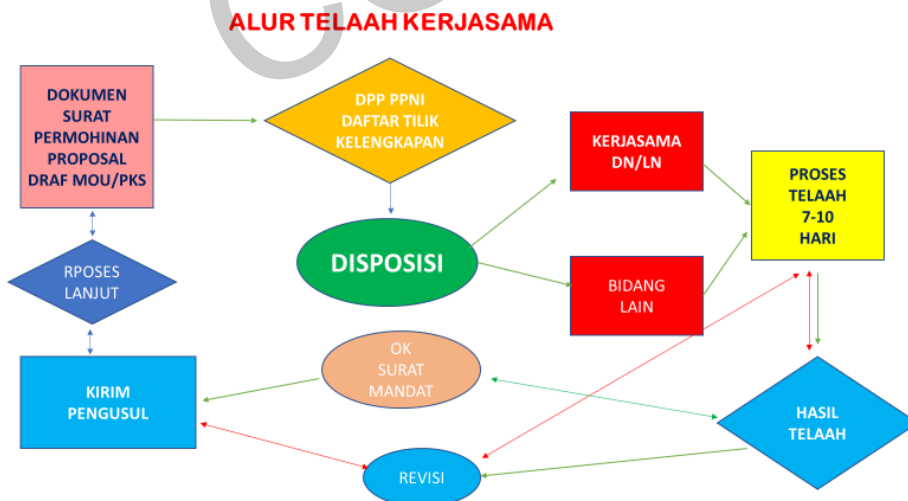 ALUR TELAAH KERJASAMA
DOKUMEN
SURAT
PERMOHINAN
PROPOSAL
DRAF MOU/PKS
DPP PPNI
DAFTAR TILIK
KELENGKAPAN
KERJASAMA
DN/LN
PROSES
TELAAH
7-10
HARI
DISPOSISI
RPOSES
LANJUT
BIDANG
LAIN
OK
SURAT
MANDAT
KIRIM
PENGUSUL
HASIL
TELAAH
REVISI